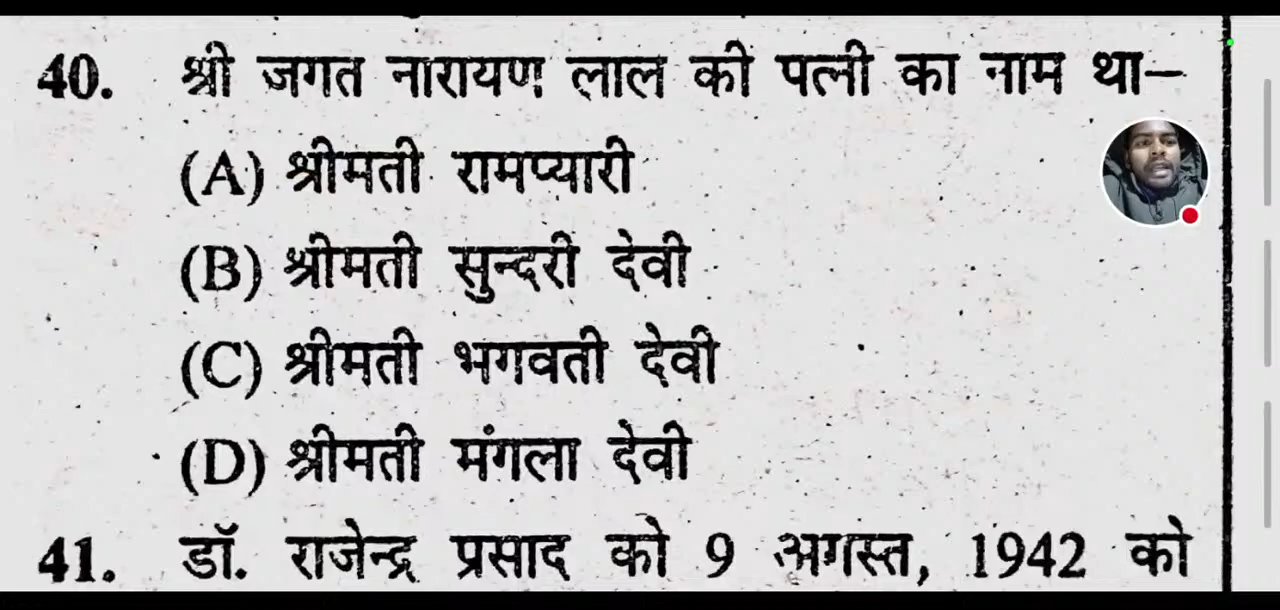 40. श्री जगत नारायण लाल की पत्नी का नाम था–
(A) श्रीमती रामप्यारी
(B) श्रीमती सुन्दरी देवी
(C) श्रीमती भगवती देवी
(D) श्रीमती मंगला देवी
41. डॉ. राजेन्द्र प्रसाद को 9 अगस्त, 1942 को